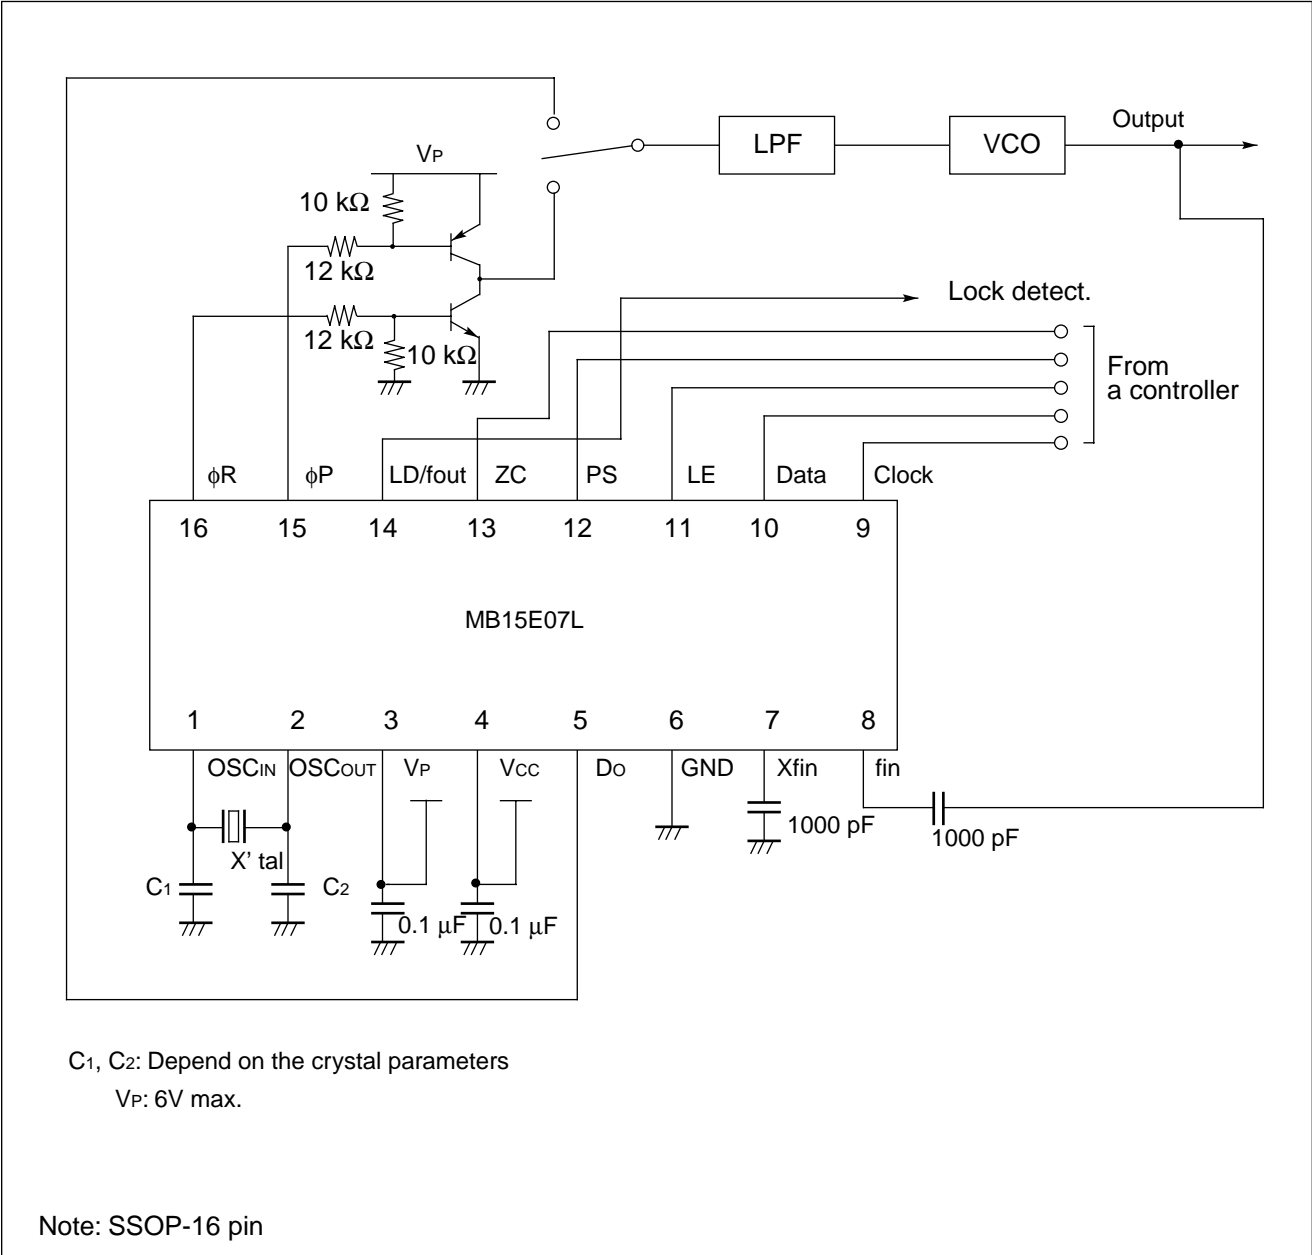 Output
LPF
VCO
VP
10 kΩ
12 kΩ
12 kΩ
10 kΩ
Lock detect.
From
a controller
ϕR
ϕP
LD/fout
ZC
PS
LE
Data
Clock
16
15
14
13
12
11
10
9
MB15E07L
1
2
3
4
5
6
7
8
OSCIN
OSCOUT
VP
VCC
DO
GND
Xfin
fin
1000 pF
1000 pF
X' tal
C1
C2
0.1 µF
0.1 µF
C1, C2: Depend on the crystal parameters
VP: 6V max.
Note: SSOP-16 pin